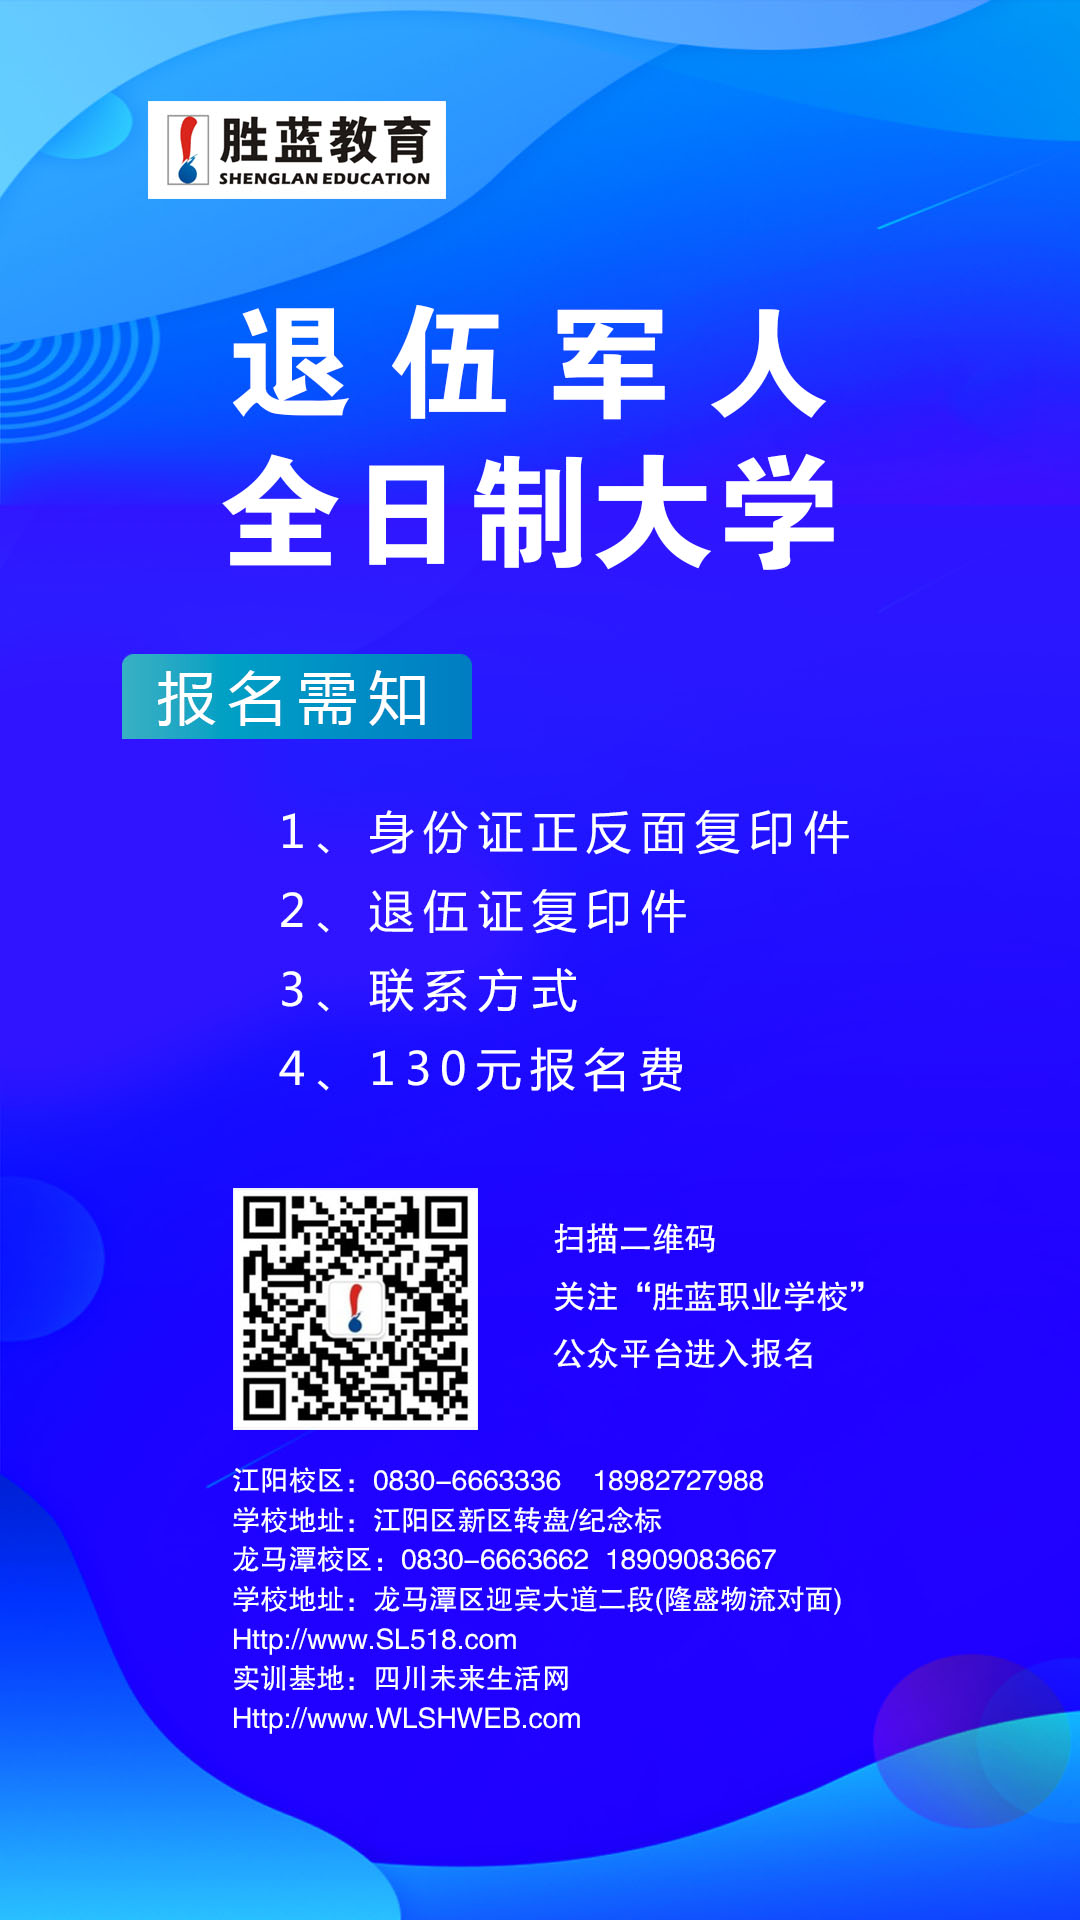 胜蓝教育
SHENGLAN EDUCATION
退伍军人
全日制大学
报名需知
1、身份证正反面复印件
2、退伍证复印件
3、联系方式
4、130元报名费
扫描二维码
关注“胜蓝职业学校”
公众平台进入报名
江阳校区：0830-6663336 18982727988
学校地址：江阳区新区转盘/纪念标
龙马潭校区：0830-6663662 18909083667
学校地址：龙马潭区迎宾大道二段(隆盛物流对面)
Http://www.SL518.com
实训基地：四川未来生活网
Http://www.WLSHWEB.com